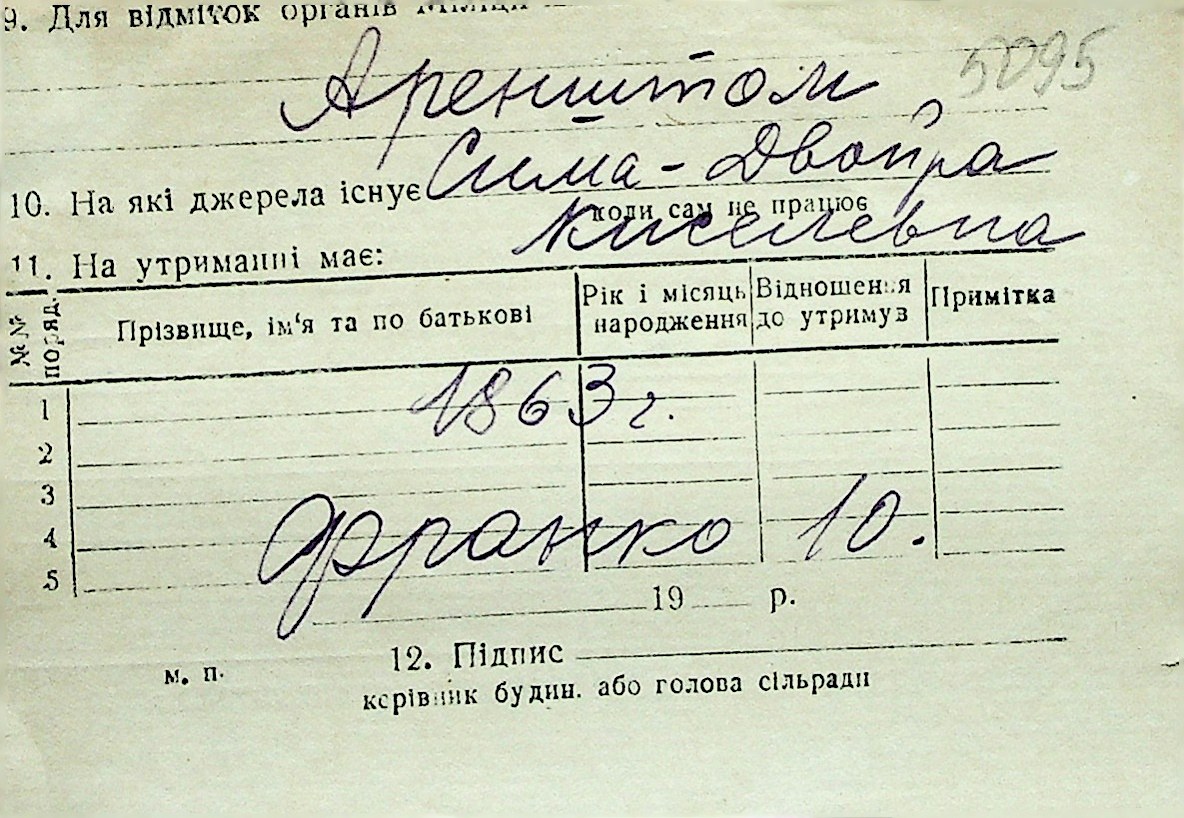 9. Для відміток органів міліції
Аренштом 5095
Сима-Двойра
10. На які джерела існує
коли сам не працює
Киселевна
11. На утриманні має:
№№ поряд. Прізвище, ім'я та по батькові Рік і місяць народження Відношення до утримув Примітка
1
1863 г.
2
3
4
Франко 10.
5
19 р.
12. Підпис
м. п.
керівник будин. або голова сільради